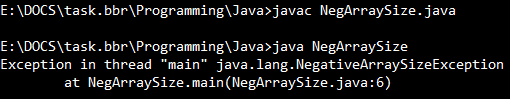 E:\DOCS\task.bbr\Programming\Java>javac NegArraySize.java
E:\DOCS\task.bbr\Programming\Java>java NegArraySize
Exception in thread "main" java.lang.NegativeArraySizeException
at NegArraySize.main(NegArraySize.java:6)